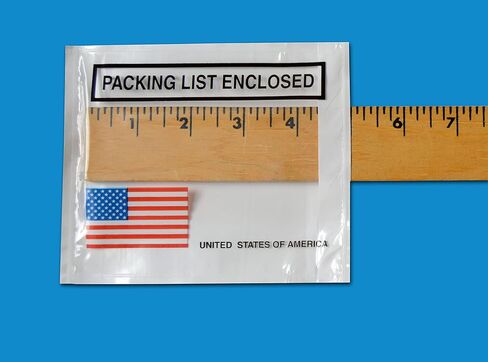 PACKING LIST ENCLOSED
1 2 3 4 6 7
UNITED STATES OF AMERICA